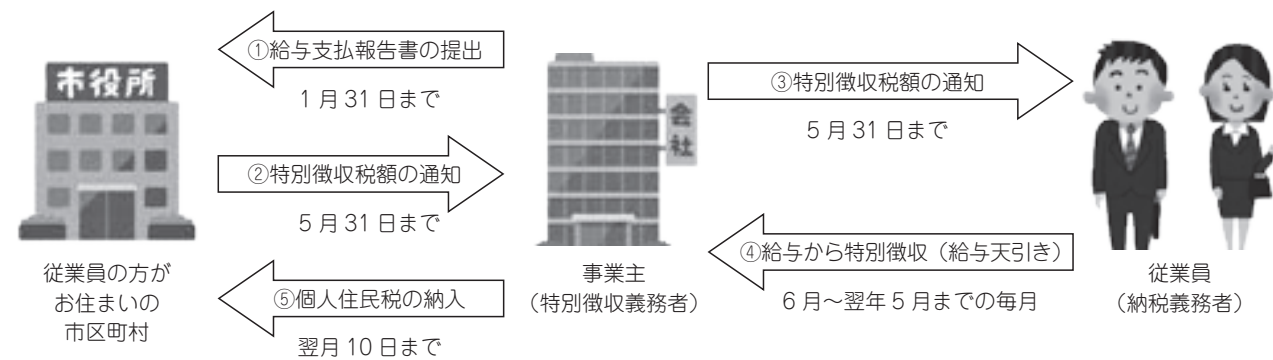 ①給与支払報告書の提出
1月31日まで
市役所
②特別徴収税額の通知
5月31日まで
従業員の方が
お住まいの
市区町村
⑤個人住民税の納入
翌月10日まで
会社
事業主
（特別徴収義務者）
③特別徴収税額の通知
5月31日まで
④給与から特別徴収（給与天引き）
6月～翌年5月までの毎月
従業員
（納税義務者）